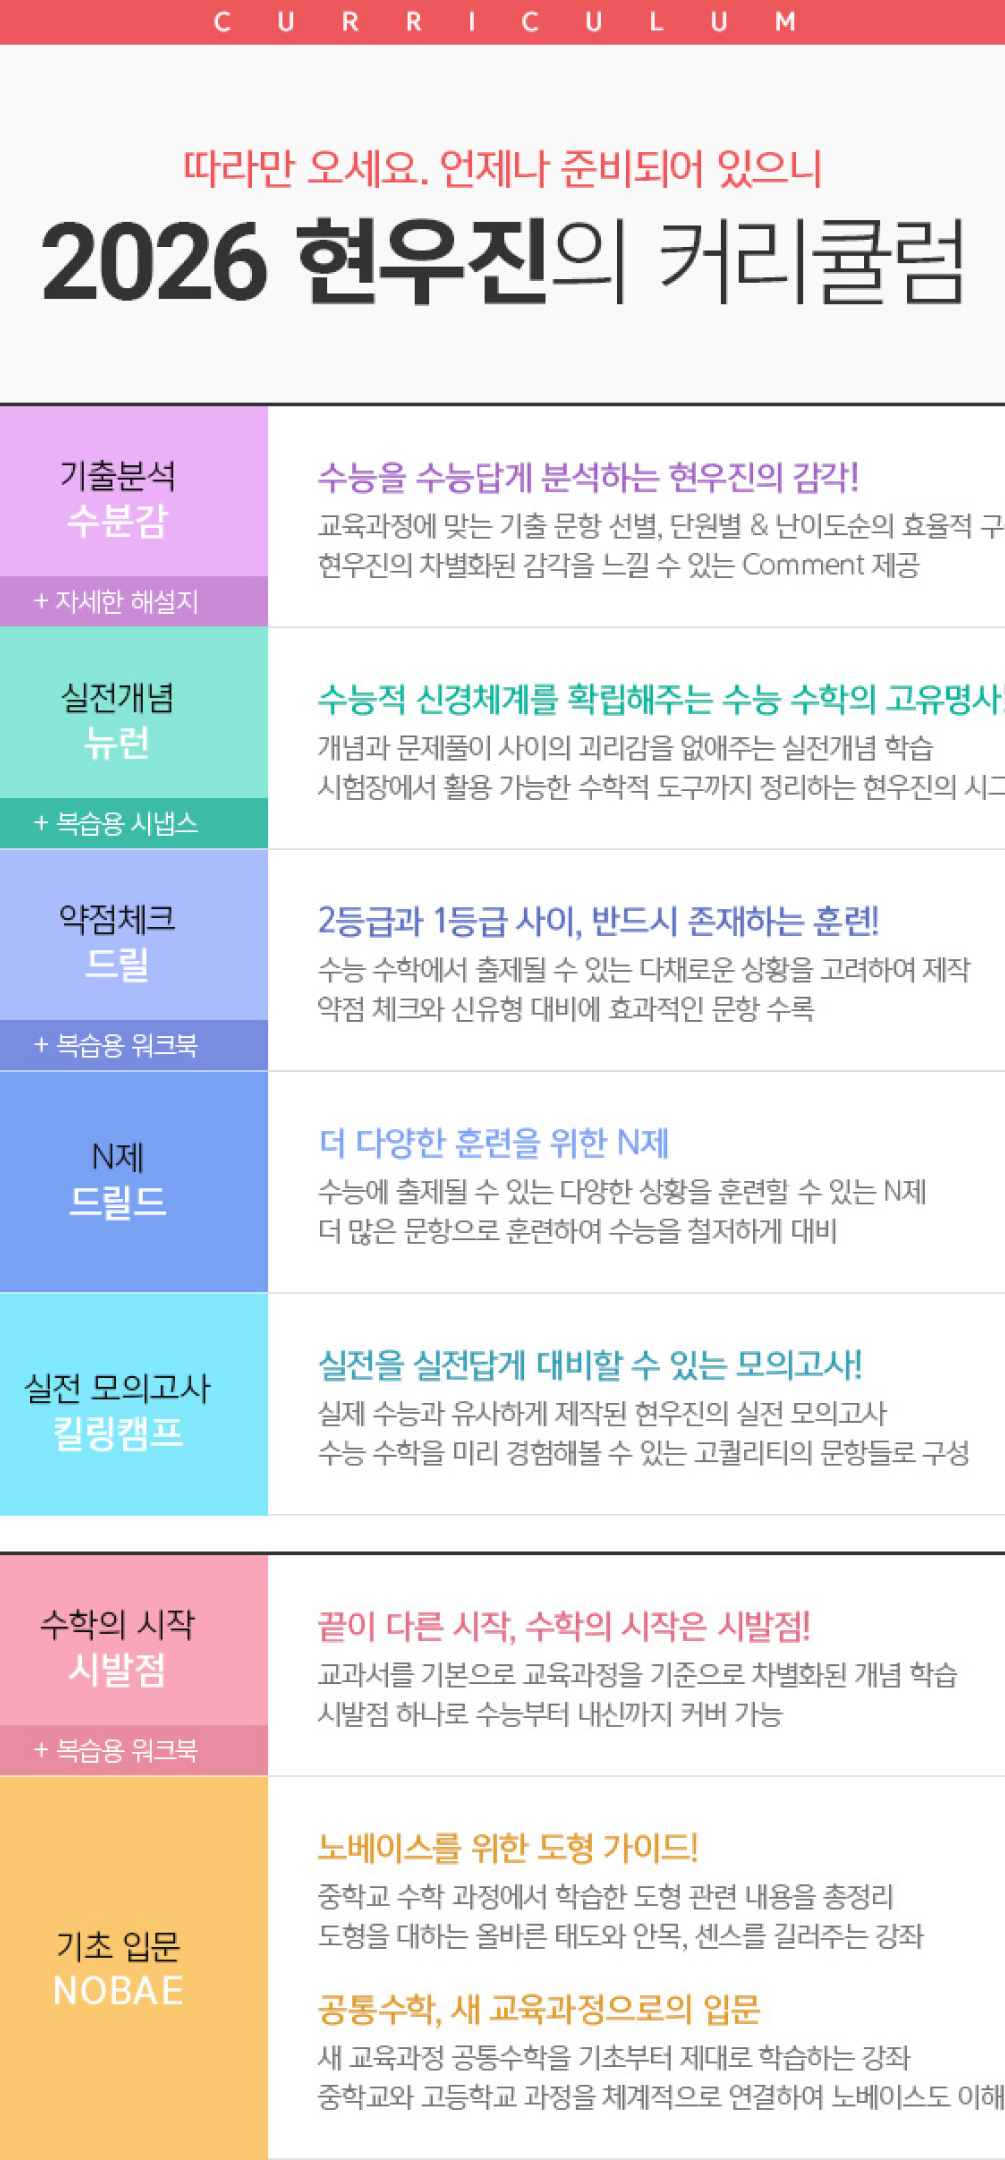 CURRICULUM
따라만 오세요. 언제나 준비되어 있으니
2026 현우진의 커리큘럼
기출분석
수분감
+ 자세한 해설지
수능을 수능답게 분석하는 현우진의 감각!
교육과정에 맞는 기출 문항 선별, 단원별 & 난이도순의 효율적 구
현우진의 차별화된 감각을 느낄 수 있는 Comment 제공
실전개념
뉴런
+ 복습용 시냅스
수능적 신경체계를 확립해주는 수능 수학의 고유명사!
개념과 문제풀이 사이의 괴리감을 없애주는 실전개념 학습
시험장에서 활용 가능한 수학적 도구까지 정리하는 현우진의 시그
약점체크
드릴
+ 복습용 워크북
2등급과 1등급 사이, 반드시 존재하는 훈련!
수능 수학에서 출제될 수 있는 다채로운 상황을 고려하여 제작
약점 체크와 신유형 대비에 효과적인 문항 수록
N제
드릴드
더 다양한 훈련을 위한 N제
수능에 출제될 수 있는 다양한 상황을 훈련할 수 있는 N제
더 많은 문항으로 훈련하여 수능을 철저하게 대비
실전 모의고사
킬링캠프
실전을 실전답게 대비할 수 있는 모의고사!
실제 수능과 유사하게 제작된 현우진의 실전 모의고사
수능 수학을 미리 경험해볼 수 있는 고퀄리티의 문항들로 구성
수학의 시작
시발점
+ 복습용 워크북
끝이 다른 시작, 수학의 시작은 시발점!
교과서를 기본으로 교육과정을 기준으로 차별화된 개념 학습
시발점 하나로 수능부터 내신까지 커버 가능
기초 입문
NOBAE
노베이스를 위한 도형 가이드!
중학교 수학 과정에서 학습한 도형 관련 내용을 총정리
도형을 대하는 올바른 태도와 안목, 센스를 길러주는 강좌
공통수학, 새 교육과정으로의 입문
새 교육과정 공통수학을 기초부터 제대로 학습하는 강좌
중학교와 고등학교 과정을 체계적으로 연결하여 노베이스도 이해